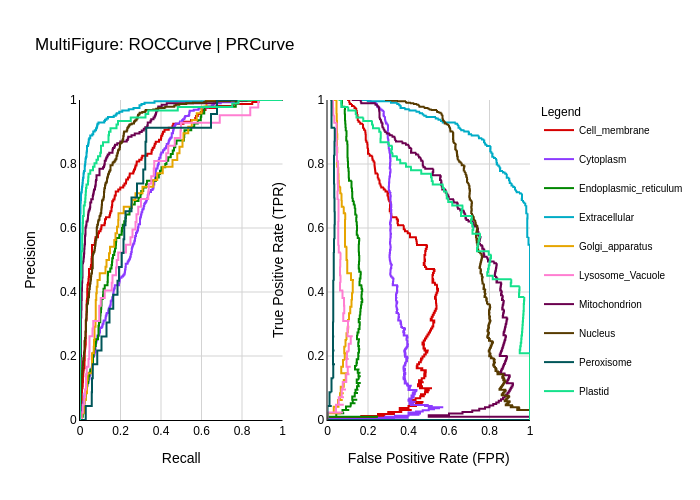 MultiFigure: ROCCurve | PRCurve
Precision
1
0.8
0.6
0.4
0.2
0
0 0.2 0.4 0.6 0.8 1
Recall
True Positive Rate (TPR)
1
0.8
0.6
0.4
0.2
0
0 0.2 0.4 0.6 0.8 1
False Positive Rate (FPR)
Legend
Cell_membrane
Cytoplasm
Endoplasmic_reticulum
Extracellular
Golgi_apparatus
Lysosome_Vacuole
Mitochondrion
Nucleus
Peroxisome
Plastid